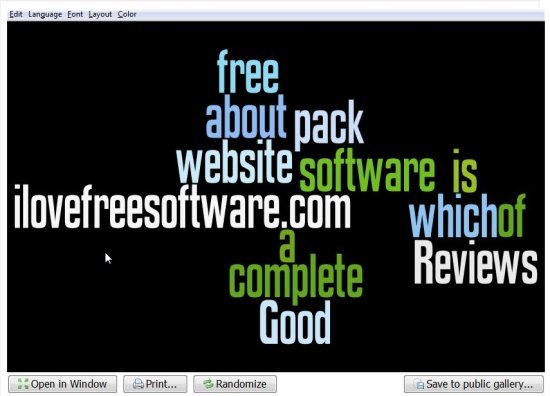 Edit Language Font Layout Color
free
about pack
website software is
ilovefreesoftware.com whichof
a Reviews
complete
Good
Open in Window Print... Randomize Save to public gallery...